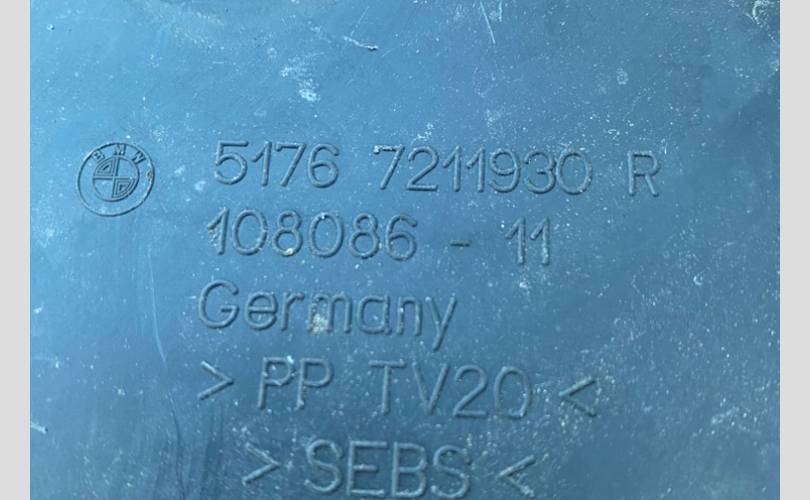 BMW
5176 7211930 R
108086 - 11
Germany
> PP TV20 <
> SEBS <